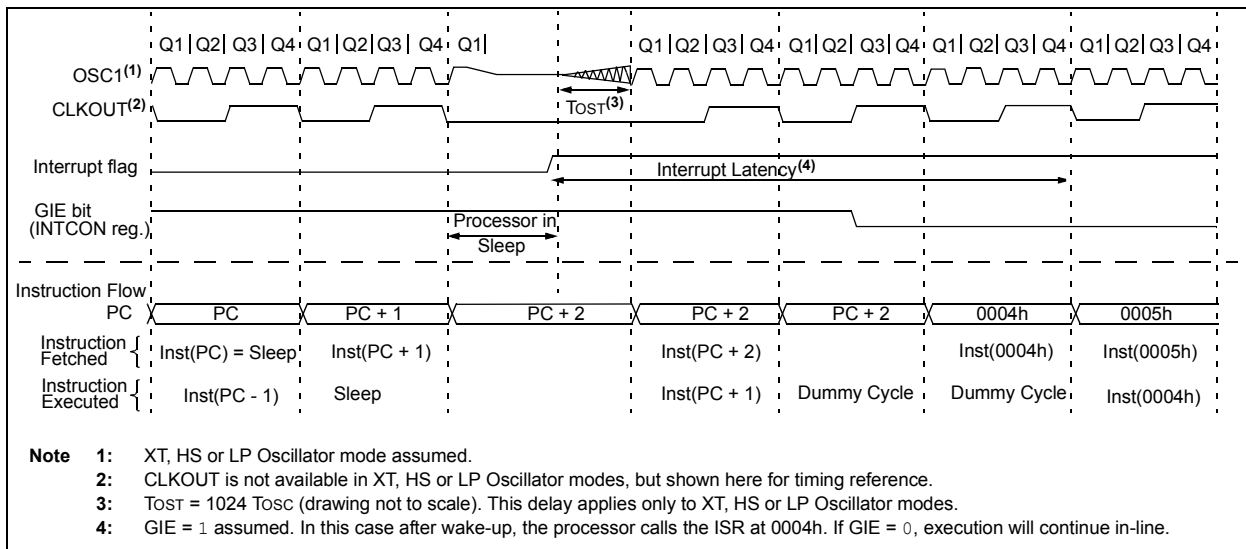 Q1 Q2 Q3 Q4 Q1 Q2 Q3 Q4 Q1 Q1 Q2 Q3 Q4 Q1 Q2 Q3 Q4 Q1 Q2 Q3 Q4 Q1 Q2 Q3 Q4
OSC1(1)
TOST(3)
CLKOUT(2)
Interrupt flag
Interrupt Latency(4)
GIE bit
(INTCON reg.)
Processor in
Sleep
Instruction Flow
PC PC PC + 1 PC + 2 PC + 2 PC + 2 0004h 0005h
Instruction
Fetched { Inst(PC) = Sleep Inst(PC + 1) Inst(PC + 2) Inst(0004h) Inst(0005h)
Instruction
Executed { Inst(PC - 1) Sleep Inst(PC + 1) Dummy Cycle Dummy Cycle Inst(0004h)
Note 1: XT, HS or LP Oscillator mode assumed.
2: CLKOUT is not available in XT, HS or LP Oscillator modes, but shown here for timing reference.
3: TOST = 1024 TOSC (drawing not to scale). This delay applies only to XT, HS or LP Oscillator modes.
4: GIE = 1 assumed. In this case after wake-up, the processor calls the ISR at 0004h. If GIE = 0, execution will continue in-line.